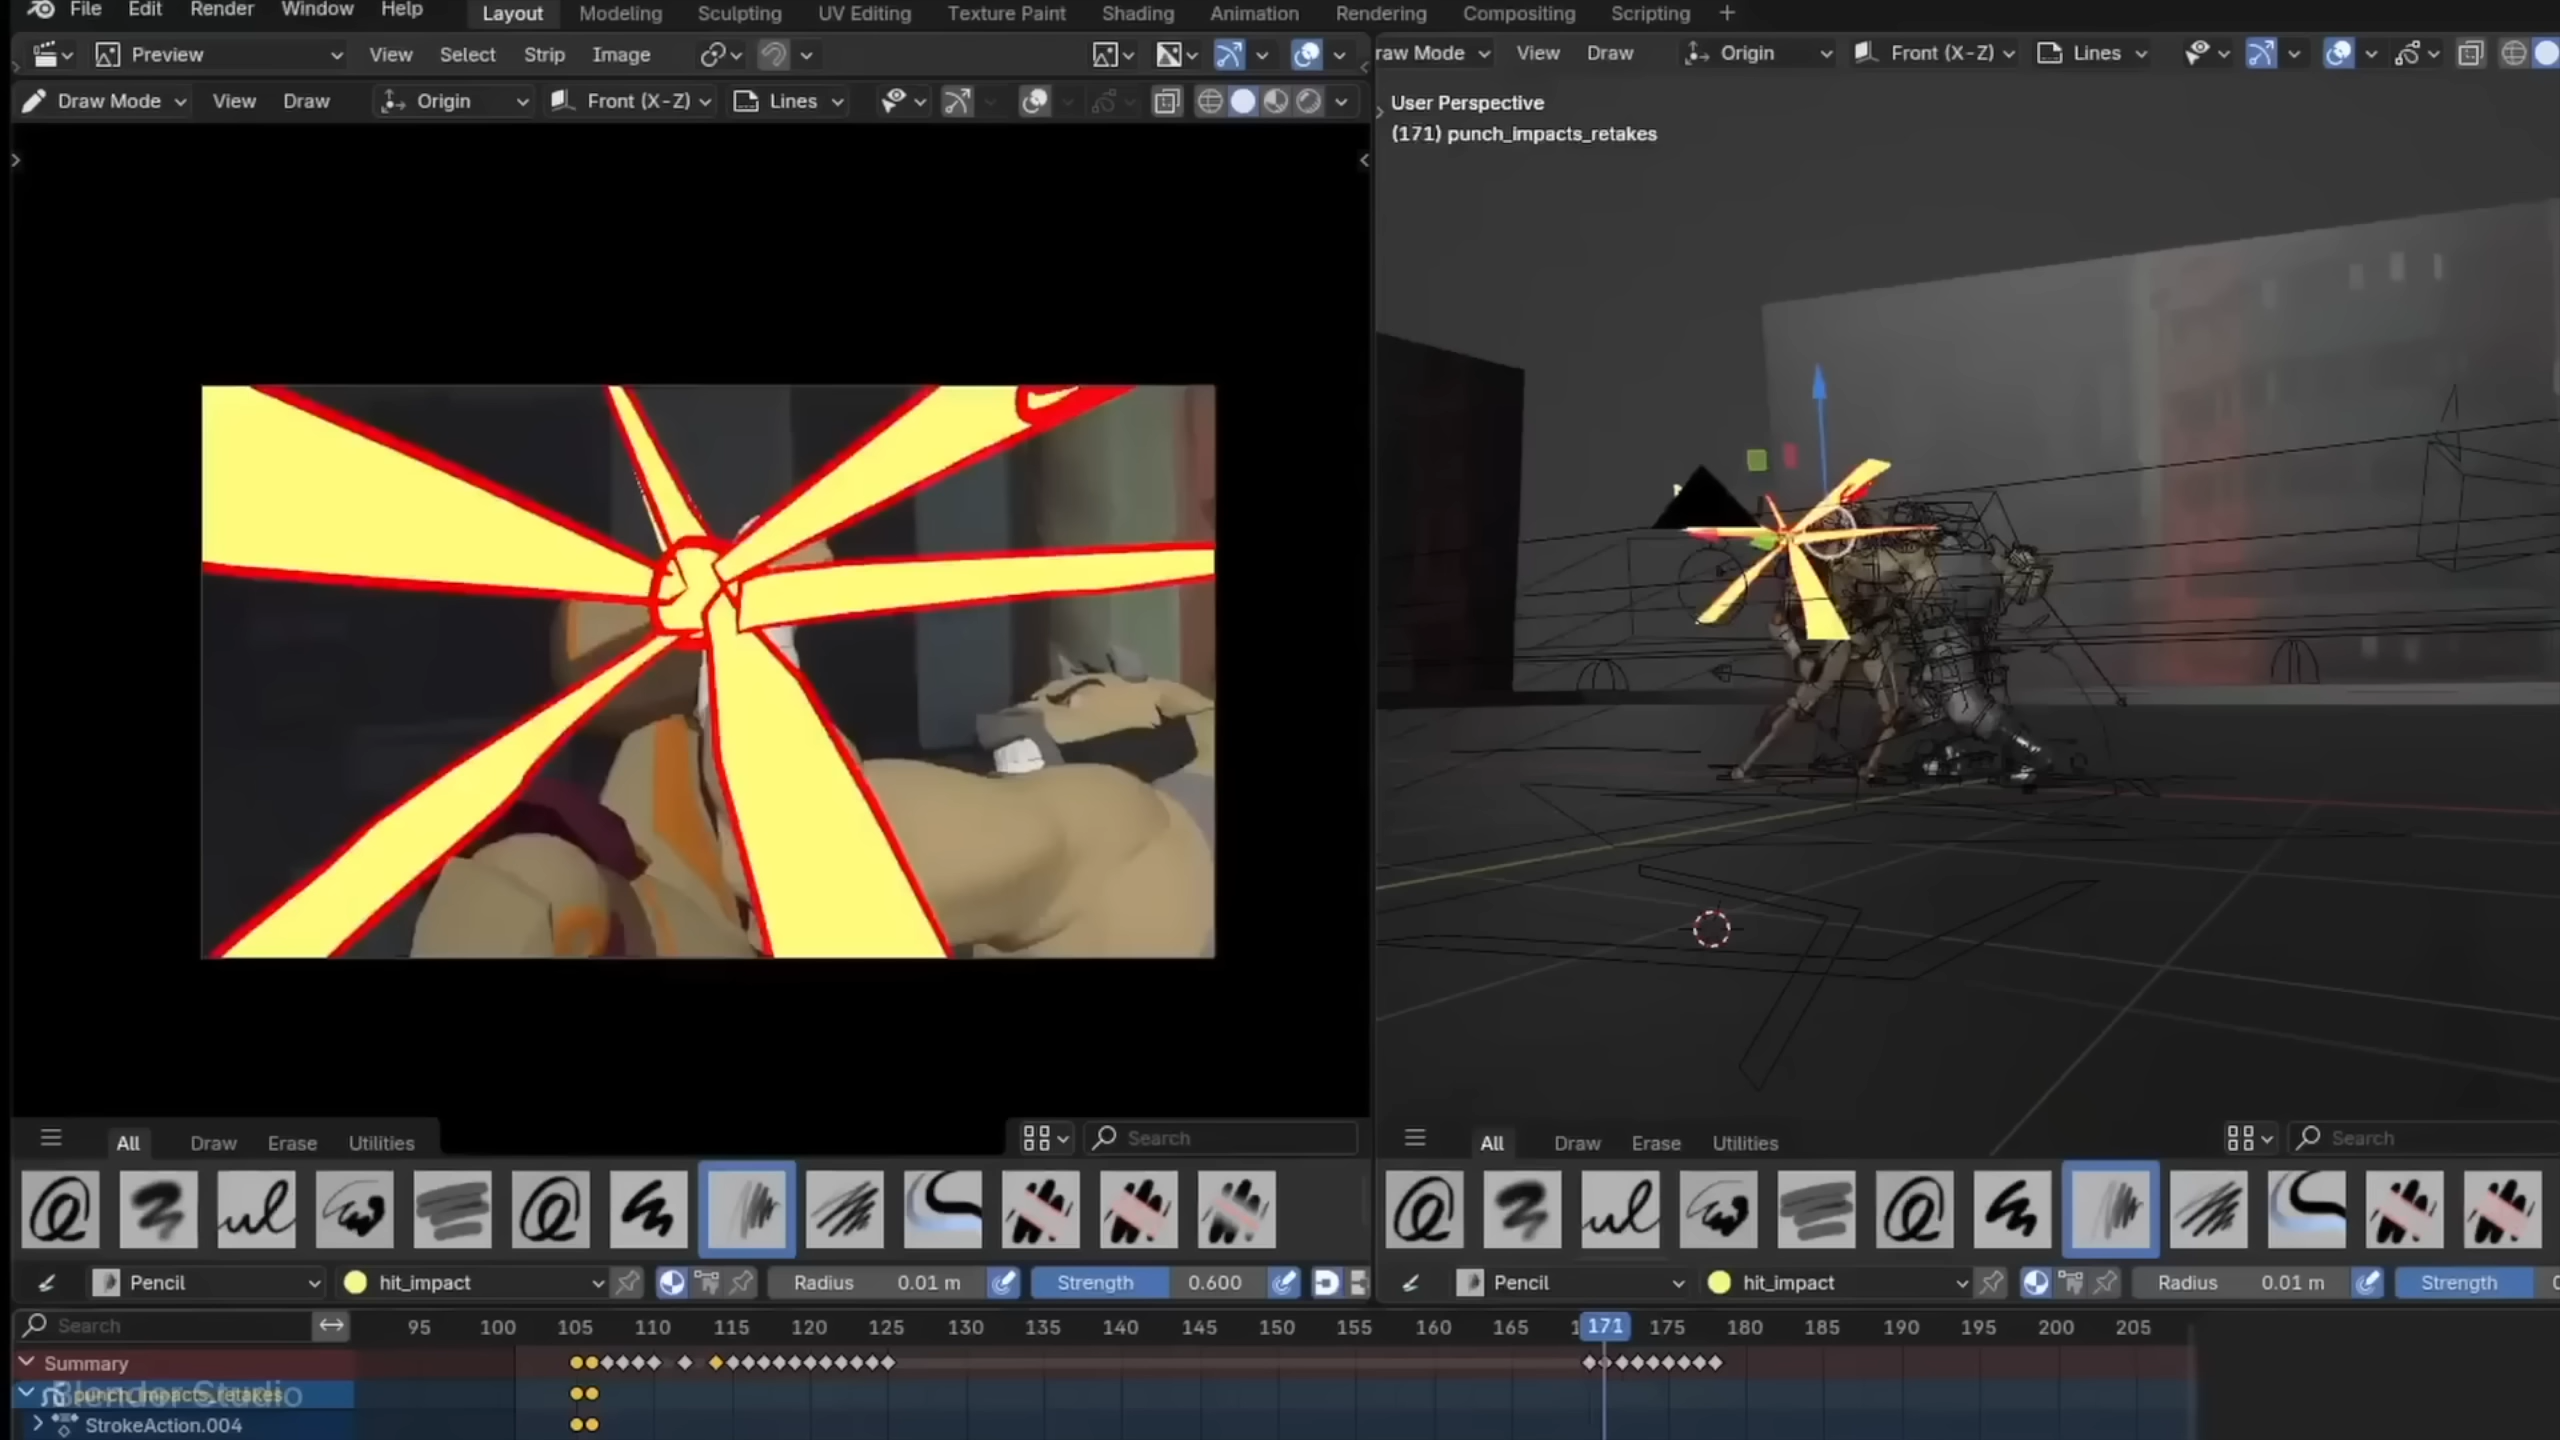 File Edit Render Window Help Layout Modeling Sculpting UV Editing Texture Paint Shading Animation Rendering Compositing Scripting +
Preview View Select Strip Image
raw Mode View Draw Origin Front (X-Z) Lines
Draw Mode View Draw Origin Front (X-Z) Lines
User Perspective
(171) punch_impacts_retakes
All Draw Erase Utilities Search
All Draw Erase Utilities Search
Pencil hit_impact Radius 0.01 m Strength 0.600
Pencil hit_impact Radius 0.01 m Strength
Search 95 100 105 110 115 120 125 130 135 140 145 150 155 160 165 171 175 180 185 190 195 200 205
Summary
punch_impacts_retakes
Blender Studio
StrokeAction.004